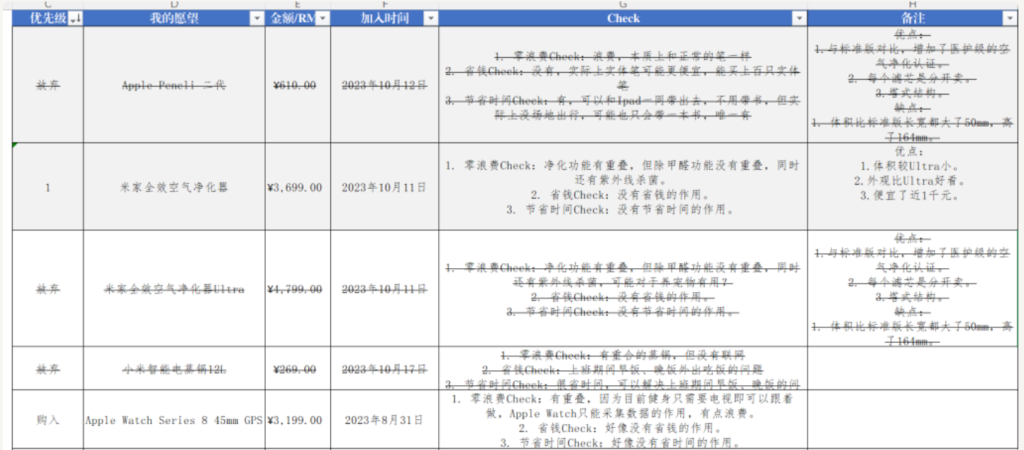 C D E F G H
优先级 我的愿望 金额/RM 加入时间 Check 备注
放弃
Apple Pencli 二代
¥610.00
2023年10月12日
1. 零浪费Check：浪费，本质上和正常的笔一样
2. 省钱Check：没有，实际上实体笔可能更便宜，能买上百只实体
笔
3. 节省时间Check：有，可以和Ipad一同带出去，不用带书，但实
际上没场地出行，可能也只会带一本书，唯一有
优点：
1.与标准版对比，增加了医护级的空
气净化认证。
2. 每个滤芯是分开卖。
3.塔式结构。
缺点：
1. 体积比标准版长宽都大了50mm，高
了164mm。
1
米家全效空气净化器
¥3,699.00
2023年10月11日
1. 零浪费Check：净化功能有重叠，但除甲醛功能没有重叠，同时
还有紫外线杀菌。
2. 省钱Check：没有省钱的作用。
3. 节省时间Check：没有节省时间的作用。
优点：
1.体积较Ultra小。
2.外观比Ultra好看。
3.便宜了近1千元。
放弃
米家全效空气净化器Ultra
¥4,799.00
2023年10月11日
1. 零浪费Check：净化功能有重叠，但除甲醛功能没有重叠，同时
还有紫外线杀菌，可能对于养宠物有用？
2. 省钱Check：没有省钱的作用。
3. 节省时间Check：没有节省时间的作用。
优点：
1.与标准版对比，增加了医护级的空
气净化认证。
2. 每个滤芯是分开卖。
3.塔式结构。
缺点：
1. 体积比标准版长宽都大了50mm，高
了164mm。
放弃
小米智能电蒸锅12L
¥269.00
2023年10月17日
1. 零浪费Check：有重合的蒸锅，但没有联网
2. 省钱Check：上班期间早饭、晚饭外出吃饭的问题
3. 节省时间Check：很省时间，可以解决上班期间早饭、晚饭的问
购入
Apple Watch Series 8 45mm GPS
¥3,199.00
2023年8月31日
1. 零浪费Check：有重叠，因为目前健身只需要电视即可以跟着
做，Apple Watch只能采集数据的作用，有点浪费。
2. 省钱Check：好像没有省钱的作用。
3. 节省时间Check：好像没有省时间的作用。